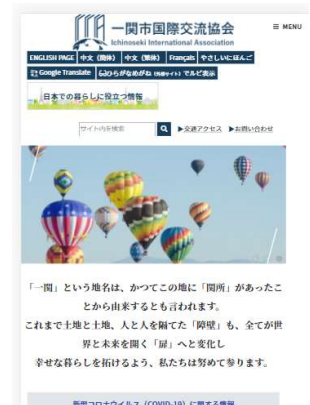 一関市国際交流協会
Ichinoseki International Association
≡ MENU
ENGLISH PAGE 中文 (簡体) 中文 (繁体) Français やさしいにほんご
Google Translate ひらがなめがね (外部サイト) でルビ表示
日本での暮らしに役立つ情報
サイト内を検索
▶交通アクセス ▶お問い合わせ
「一関」という地名は、かつてこの地に「関所」があったこ
とから由来するとも言われます。
これまで土地と土地、人と人を隔てた「障壁」も、全てが世
界と未来を開く「扉」へと変化し
幸せな暮らしを拓けるよう、私たちは努めて参ります。
新型コロナウイルス (COVID-19) に関する情報